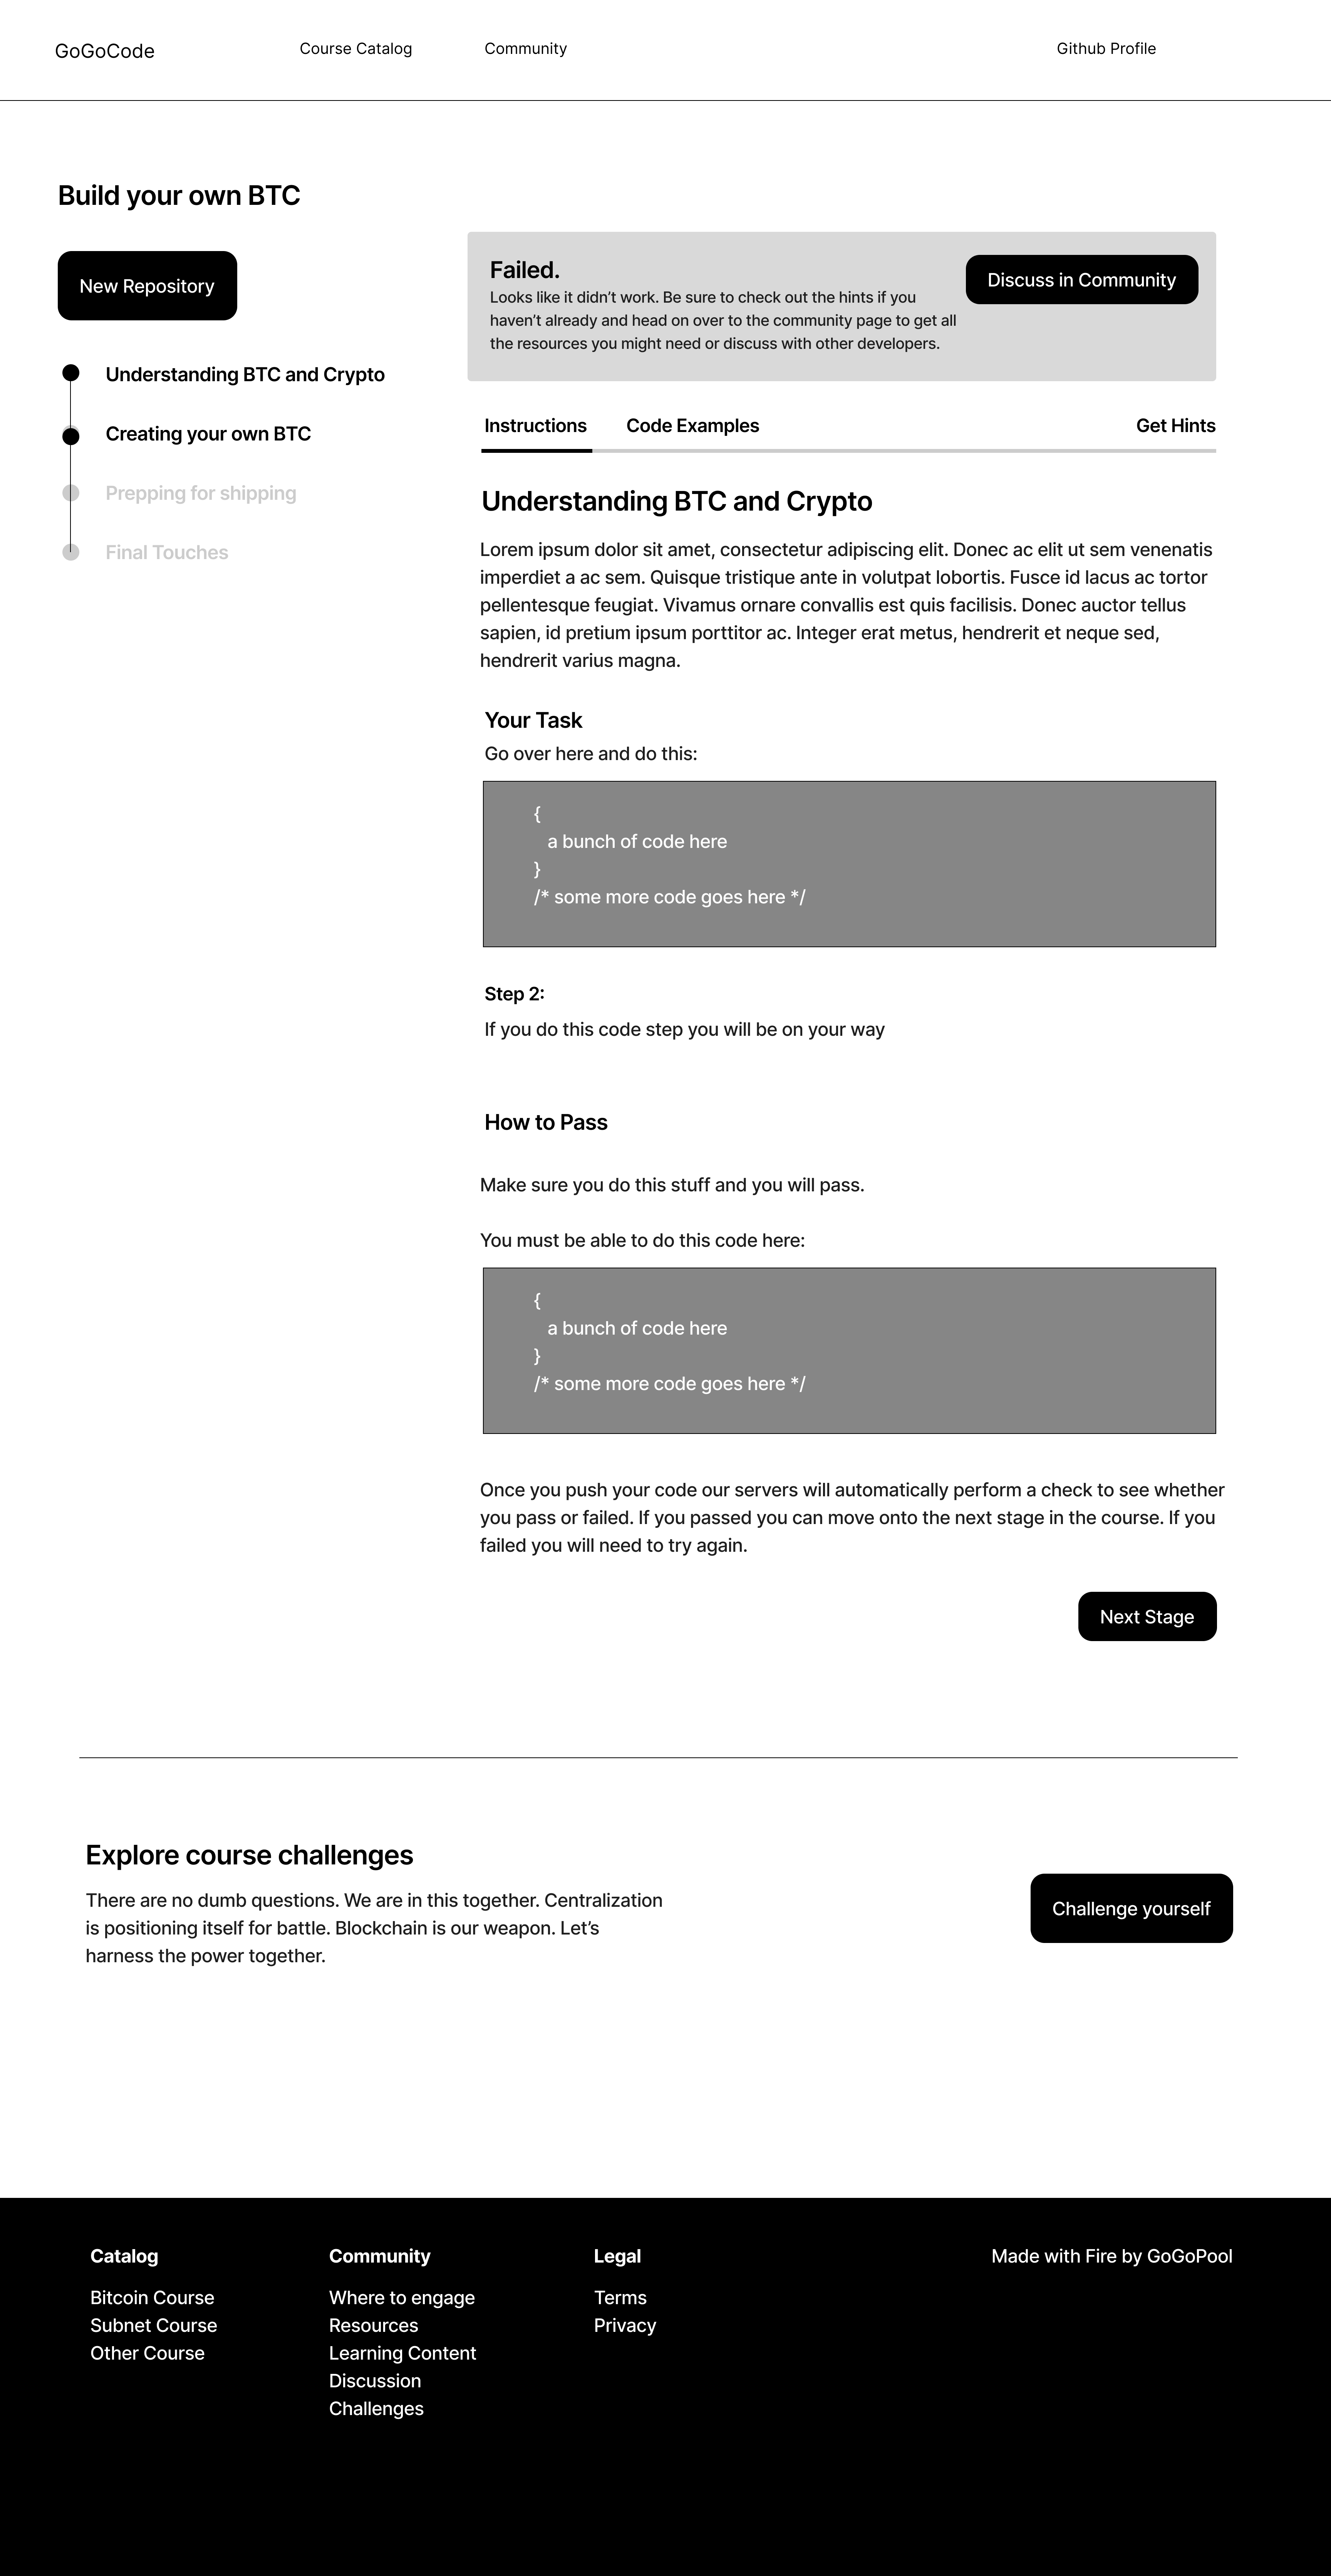 GoGoCode
Course Catalog
Community
Github Profile
Build your own BTC
New Repository
Understanding BTC and Crypto
Creating your own BTC
Prepping for shipping
Final Touches
Failed.
Looks like it didn’t work. Be sure to check out the hints if you
haven’t already and head on over to the community page to get all
the resources you might need or discuss with other developers.
Discuss in Community
Instructions
Code Examples
Get Hints
Understanding BTC and Crypto
Lorem ipsum dolor sit amet, consectetur adipiscing elit. Donec ac elit ut sem venenatis
imperdiet a ac sem. Quisque tristique ante in volutpat lobortis. Fusce id lacus ac tortor
pellentesque feugiat. Vivamus ornare convallis est quis facilisis. Donec auctor tellus
sapien, id pretium ipsum porttitor ac. Integer erat metus, hendrerit et neque sed,
hendrerit varius magna.
Your Task
Go over here and do this:
{
a bunch of code here
}
/* some more code goes here */
Step 2:
If you do this code step you will be on your way
How to Pass
Make sure you do this stuff and you will pass.
You must be able to do this code here:
{
a bunch of code here
}
/* some more code goes here */
Once you push your code our servers will automatically perform a check to see whether
you pass or failed. If you passed you can move onto the next stage in the course. If you
failed you will need to try again.
Next Stage
Explore course challenges
There are no dumb questions. We are in this together. Centralization
is positioning itself for battle. Blockchain is our weapon. Let’s
harness the power together.
Challenge yourself
Catalog
Bitcoin Course
Subnet Course
Other Course
Community
Where to engage
Resources
Learning Content
Discussion
Challenges
Legal
Terms
Privacy
Made with Fire by GoGoPool